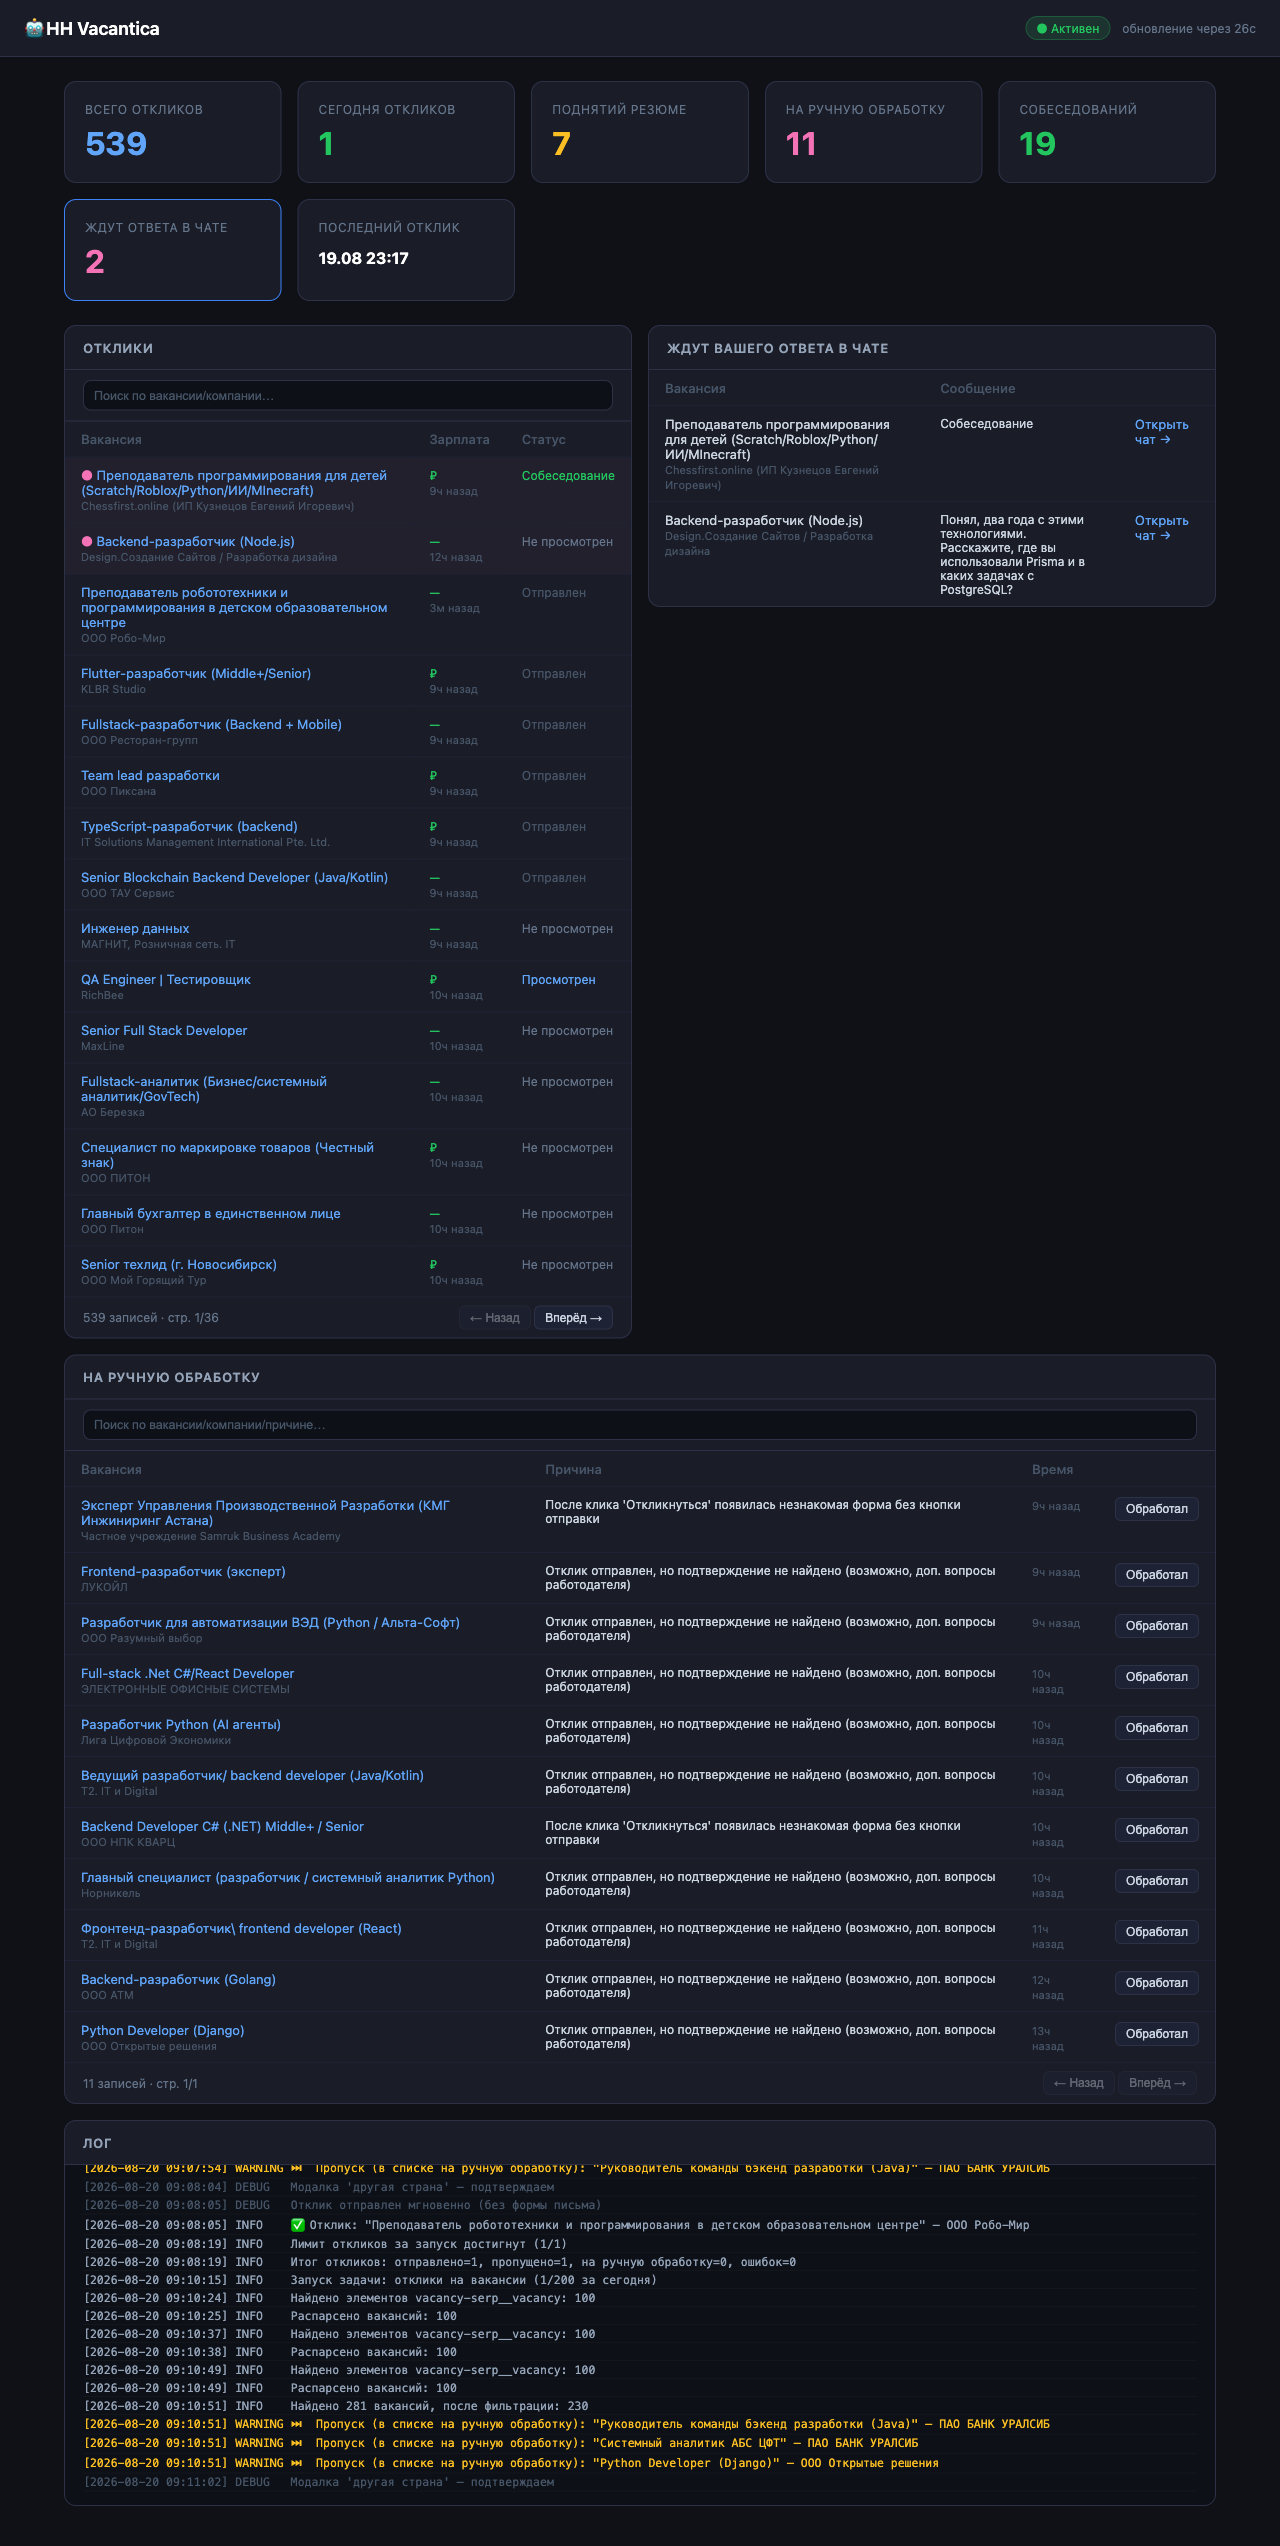 HH Vacantica
Активен
обновление через 26с
ВСЕГО ОТКЛИКОВ
539
СЕГОДНЯ ОТКЛИКОВ
1
ПОДНЯТИЙ РЕЗЮМЕ
7
НА РУЧНУЮ ОБРАБОТКУ
11
СОБЕСЕДОВАНИЙ
19
ЖДУТ ОТВЕТА В ЧАТЕ
2
ПОСЛЕДНИЙ ОТКЛИК
19.08 23:17
ОТКЛИКИ
Поиск по вакансии/компании...
Вакансия Зарплата Статус
Преподаватель программирования для детей ₽ Собеседование
(Scratch/Roblox/Python/ИИ/MInecraft) 9ч назад
Chessfirst.online (ИП Кузнецов Евгений Игоревич)
Backend-разработчик (Node.js) — Не просмотрен
Design.Создание Сайтов / Разработка дизайна 12ч назад
Преподаватель робототехники и — Отправлен
программирования в детском образовательном 3м назад
центре
ООО Робо-Мир
Flutter-разработчик (Middle+/Senior) ₽ Отправлен
KLBR Studio 9ч назад
Fullstack-разработчик (Backend + Mobile) — Отправлен
ООО Ресторан-групп 9ч назад
Team lead разработки ₽ Отправлен
ООО Пиксана 9ч назад
TypeScript-разработчик (backend) ₽ Отправлен
IT Solutions Management International Pte. Ltd. 9ч назад
Senior Blockchain Backend Developer (Java/Kotlin) — Отправлен
ООО ТАУ Сервис 9ч назад
Инженер данных — Не просмотрен
МАГНИТ, Розничная сеть. IT 9ч назад
QA Engineer | Тестировщик ₽ Просмотрен
RichBee 10ч назад
Senior Full Stack Developer — Не просмотрен
MaxLine 10ч назад
Fullstack-аналитик (Бизнес/системный — Не просмотрен
аналитик/GovTech) 10ч назад
АО Березка
Специалист по маркировке товаров (Честный ₽ Не просмотрен
знак) 10ч назад
ООО ПИТОН
Главный бухгалтер в единственном лице — Не просмотрен
ООО Питон 10ч назад
Senior техлид (г. Новосибирск) ₽ Не просмотрен
ООО Мой Горящий Тур 10ч назад
539 записей · стр. 1/36 ← Назад Вперёд →
ЖДУТ ВАШЕГО ОТВЕТА В ЧАТЕ
Вакансия Сообщение
Преподаватель программирования Собеседование Открыть
для детей (Scratch/Roblox/Python/ чат →
ИИ/MInecraft)
Chessfirst.online (ИП Кузнецов Евгений
Игоревич)
Backend-разработчик (Node.js) Понял, два года с этими Открыть
Design.Создание Сайтов / Разработка технологиями. чат →
дизайна Расскажите, где вы
использовали Prisma и в
каких задачах с
PostgreSQL?
НА РУЧНУЮ ОБРАБОТКУ
Поиск по вакансии/компании/причине...
Вакансия Причина Время
Эксперт Управления Производственной Разработки (КМГ После клика 'Откликнуться' появилась незнакомая форма без кнопки 9ч назад Обработал
Инжиниринг Астана) отправки
Частное учреждение Samruk Business Academy
Frontend-разработчик (эксперт) Отклик отправлен, но подтверждение не найдено (возможно, доп. вопросы 9ч назад Обработал
ЛУКОЙЛ работодателя)
Разработчик для автоматизации ВЭД (Python / Альта-Софт) Отклик отправлен, но подтверждение не найдено (возможно, доп. вопросы 9ч назад Обработал
ООО Разумный выбор работодателя)
Full-stack .Net C#/React Developer Отклик отправлен, но подтверждение не найдено (возможно, доп. вопросы 10ч Обработал
ЭЛЕКТРОННЫЕ ОФИСНЫЕ СИСТЕМЫ работодателя) назад
Разработчик Python (AI агенты) Отклик отправлен, но подтверждение не найдено (возможно, доп. вопросы 10ч Обработал
Лига Цифровой Экономики работодателя) назад
Ведущий разработчик/ backend developer (Java/Kotlin) Отклик отправлен, но подтверждение не найдено (возможно, доп. вопросы 10ч Обработал
T2. IT и Digital работодателя) назад
Backend Developer C# (.NET) Middle+ / Senior После клика 'Откликнуться' появилась незнакомая форма без кнопки 10ч Обработал
ООО НПК КВАРЦ отправки назад
Главный специалист (разработчик / системный аналитик Python) Отклик отправлен, но подтверждение не найдено (возможно, доп. вопросы 10ч Обработал
Норникель работодателя) назад
Фронтенд-разработчик\ frontend developer (React) Отклик отправлен, но подтверждение не найдено (возможно, доп. вопросы 11ч Обработал
T2. IT и Digital работодателя) назад
Backend-разработчик (Golang) Отклик отправлен, но подтверждение не найдено (возможно, доп. вопросы 12ч Обработал
ООО АТМ работодателя) назад
Python Developer (Django) Отклик отправлен, но подтверждение не найдено (возможно, доп. вопросы 13ч Обработал
ООО Открытые решения работодателя) назад
11 записей · стр. 1/1 ← Назад Вперёд →
ЛОГ
[2026-08-20 09:07:54] WARNING ⏭ Пропуск (в списке на ручную обработку): "Руководитель команды бэкенд разработки (Java)" — ПАО БАНК УРАЛСИБ
[2026-08-20 09:08:04] DEBUG Модалка 'другая страна' — подтверждаем
[2026-08-20 09:08:05] DEBUG Отклик отправлен мгновенно (без формы письма)
[2026-08-20 09:08:05] INFO ✅ Отклик: "Преподаватель робототехники и программирования в детском образовательном центре" — ООО Робо-Мир
[2026-08-20 09:08:19] INFO Лимит откликов за запуск достигнут (1/1)
[2026-08-20 09:08:19] INFO Итог откликов: отправлено=1, пропущено=1, на ручную обработку=0, ошибок=0
[2026-08-20 09:10:15] INFO Запуск задачи: отклики на вакансии (1/200 за сегодня)
[2026-08-20 09:10:24] INFO Найдено элементов vacancy-serp__vacancy: 100
[2026-08-20 09:10:25] INFO Распарсено вакансий: 100
[2026-08-20 09:10:37] INFO Найдено элементов vacancy-serp__vacancy: 100
[2026-08-20 09:10:38] INFO Распарсено вакансий: 100
[2026-08-20 09:10:49] INFO Найдено элементов vacancy-serp__vacancy: 100
[2026-08-20 09:10:49] INFO Распарсено вакансий: 100
[2026-08-20 09:10:51] INFO Найдено 281 вакансий, после фильтрации: 230
[2026-08-20 09:10:51] WARNING ⏭ Пропуск (в списке на ручную обработку): "Руководитель команды бэкенд разработки (Java)" — ПАО БАНК УРАЛСИБ
[2026-08-20 09:10:51] WARNING ⏭ Пропуск (в списке на ручную обработку): "Системный аналитик АБС ЦФТ" — ПАО БАНК УРАЛСИБ
[2026-08-20 09:10:51] WARNING ⏭ Пропуск (в списке на ручную обработку): "Python Developer (Django)" — ООО Открытые решения
[2026-08-20 09:11:02] DEBUG Модалка 'другая страна' — подтверждаем